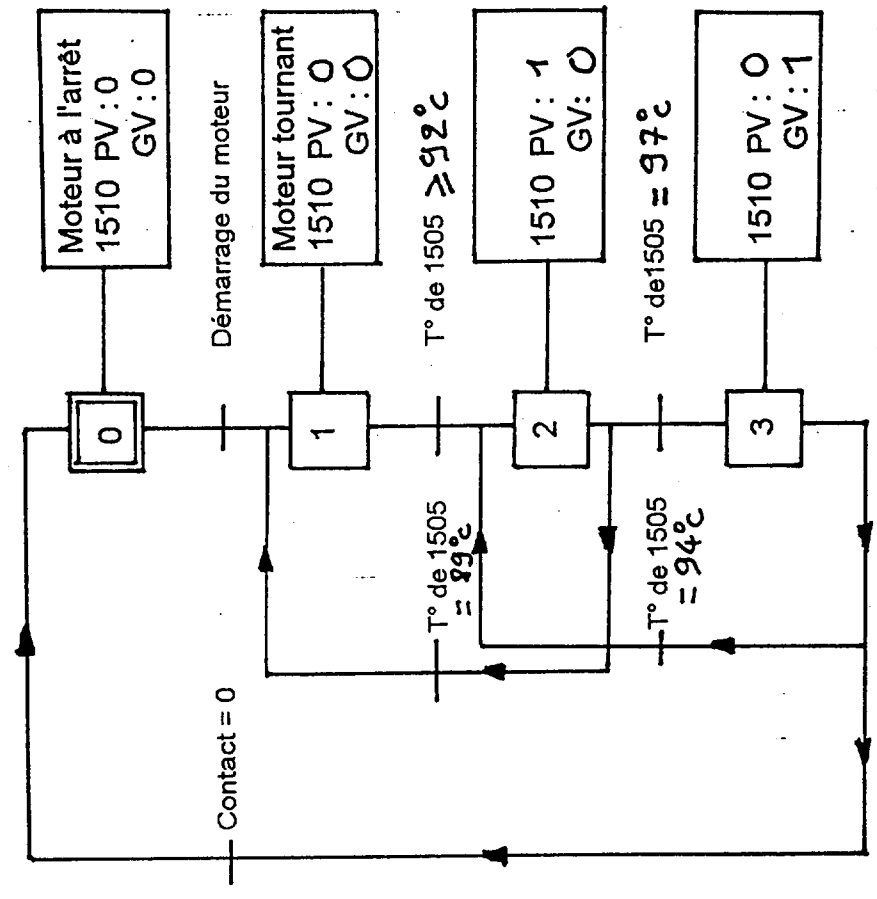 0
Moteur à l'arrêt
1510 PV : 0
GV : 0
Démarrage du moteur
Contact = 0
1
Moteur tournant
1510 PV : 0
GV : 0
T° de 1505 ≥ 92°c
T° de 1505
= 89°c
2
1510 PV : 1
GV : 0
T° de1505 = 97°c
T° de 1505
= 94°c
3
1510 PV : 0
GV : 1